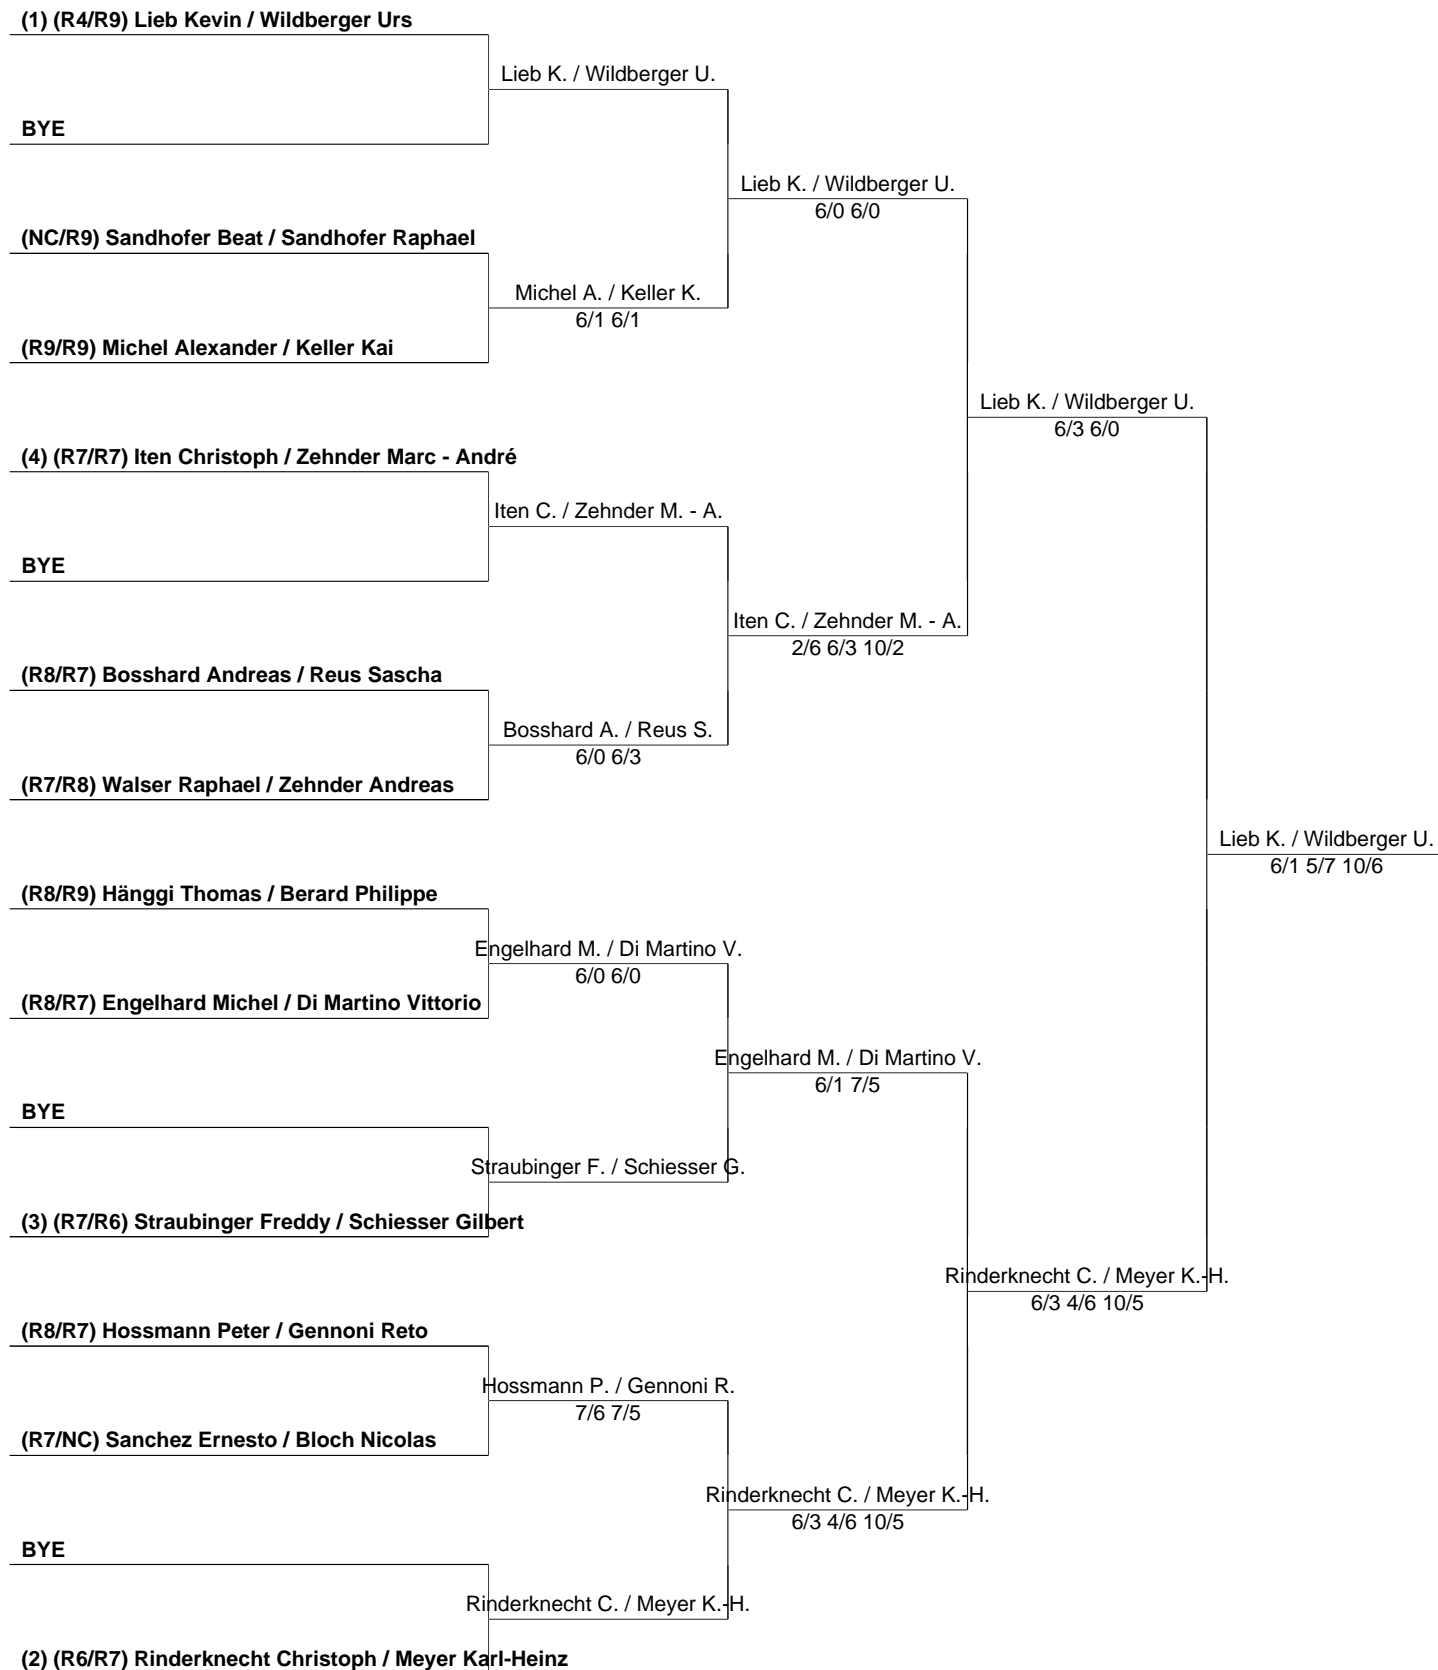 (1) (R4/R9) Lieb Kevin / Wildberger Urs
Lieb K. / Wildberger U.
BYE
Lieb K. / Wildberger U.
6/0 6/0
(NC/R9) Sandhofer Beat / Sandhofer Raphael
Michel A. / Keller K.
6/1 6/1
(R9/R9) Michel Alexander / Keller Kai
Lieb K. / Wildberger U.
6/3 6/0
(4) (R7/R7) Iten Christoph / Zehnder Marc - André
Iten C. / Zehnder M. - A.
BYE
Iten C. / Zehnder M. - A.
2/6 6/3 10/2
(R8/R7) Bosshard Andreas / Reus Sascha
Bosshard A. / Reus S.
6/0 6/3
(R7/R8) Walser Raphael / Zehnder Andreas
Lieb K. / Wildberger U.
6/1 5/7 10/6
(R8/R9) Hänggi Thomas / Berard Philippe
Engelhard M. / Di Martino V.
6/0 6/0
(R8/R7) Engelhard Michel / Di Martino Vittorio
Engelhard M. / Di Martino V.
6/1 7/5
BYE
Straubinger F. / Schiesser G.
(3) (R7/R6) Straubinger Freddy / Schiesser Gilbert
Rinderknecht C. / Meyer K.-H.
6/3 4/6 10/5
(R8/R7) Hossmann Peter / Gennoni Reto
Hossmann P. / Gennoni R.
7/6 7/5
(R7/NC) Sanchez Ernesto / Bloch Nicolas
Rinderknecht C. / Meyer K.-H.
6/3 4/6 10/5
BYE
Rinderknecht C. / Meyer K.-H.
(2) (R6/R7) Rinderknecht Christoph / Meyer Karl-Heinz